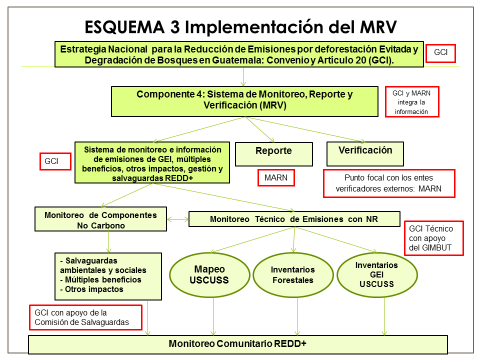 ESQUEMA 3 Implementación del MRV
Estrategia Nacional para la Reducción de Emisiones por deforestación Evitada y
Degradación de Bosques en Guatemala: Convenio y Artículo 20 (GCI).
GCI
Componente 4: Sistema de Monitoreo, Reporte y
Verificación (MRV)
GCI y MARN
integra la
información
GCI
Sistema de monitoreo e información
de emisiones de GEI, múltiples
beneficios, otros impactos, gestión y
salvaguardas REDD+
Reporte
MARN
Verificación
Punto focal con los entes
verificadores externos: MARN
Monitoreo de Componentes
No Carbono
Monitoreo Técnico de Emisiones con NR
GCI Técnico
con apoyo
del GIMBUT
- Salvaguardas
ambientales y sociales
- Múltiples beneficios
- Otros impactos
Mapeo
USCUSS
Inventarios
Forestales
Inventarios
GEI
USCUSS
GCI con apoyo de la
Comisión de Salvaguardas
Monitoreo Comunitario REDD+